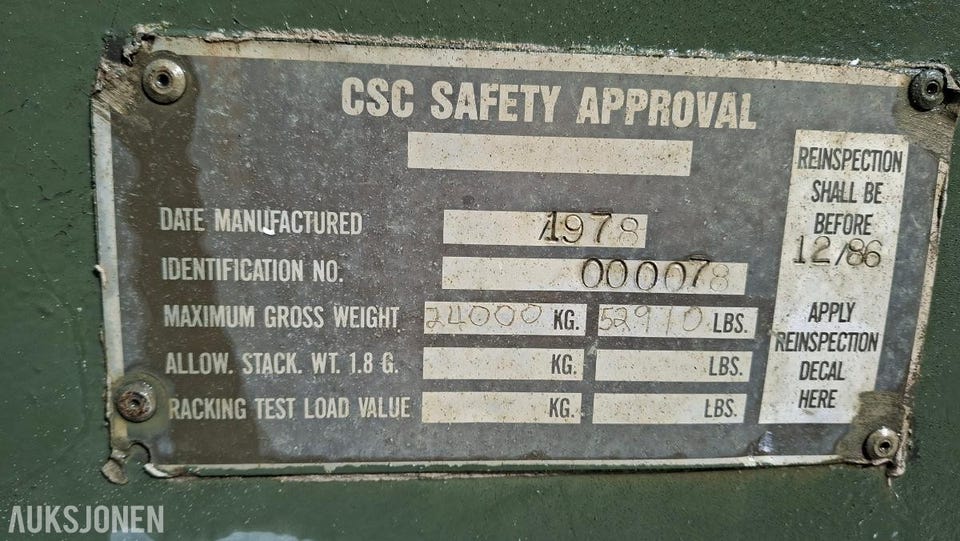 CSC SAFETY APPROVAL
DATE MANUFACTURED 1978
IDENTIFICATION NO. 000078
MAXIMUM GROSS WEIGHT 24000 KG. 52910 LBS.
ALLOW. STACK. WT. 1.8 G. KG. LBS.
RACKING TEST LOAD VALUE KG. LBS.
REINSPECTION
SHALL BE
BEFORE
12/86
APPLY
REINSPECTION
DECAL
HERE
AUKSJONEN